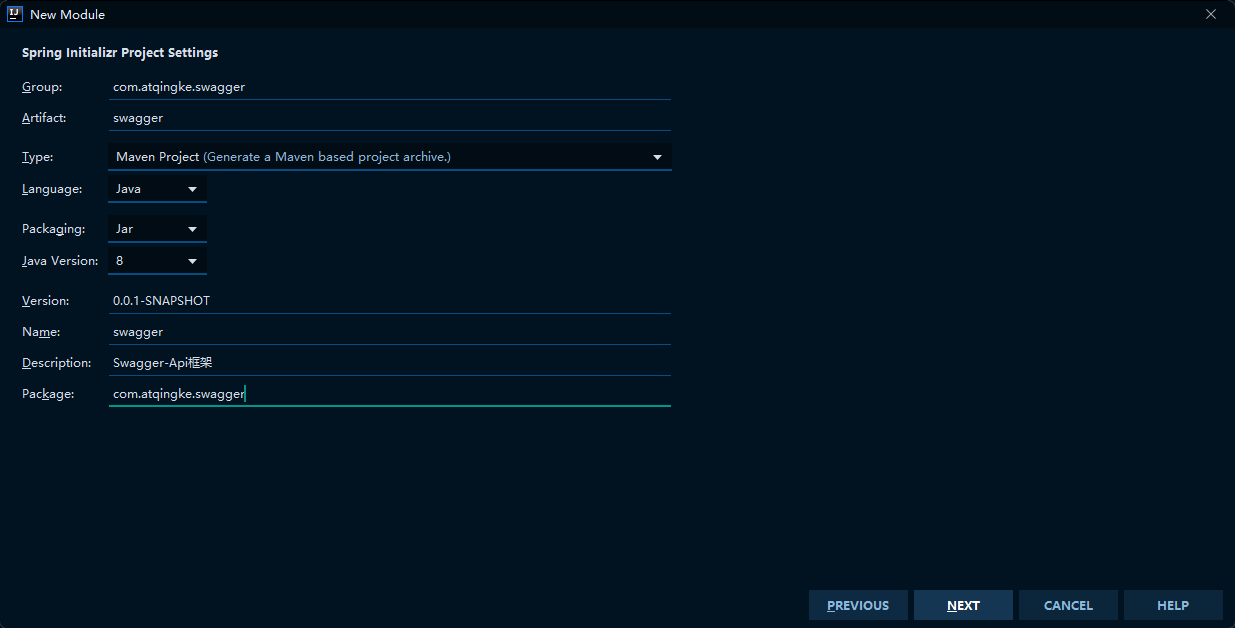 IJ New Module
Spring Initializr Project Settings
Group: com.atqingke.swagger
Artifact: swagger
Type: Maven Project (Generate a Maven based project archive.)
Language: Java
Packaging: Jar
Java Version: 8
Version: 0.0.1-SNAPSHOT
Name: swagger
Description: Swagger-Api框架
Package: com.atqingke.swagger
PREVIOUS NEXT CANCEL HELP